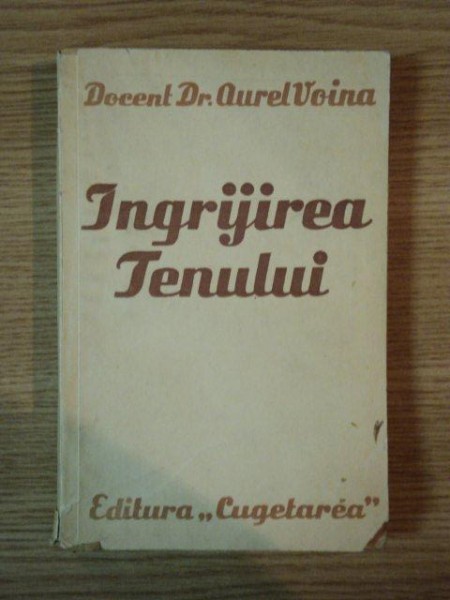 Docent Dr. Aurel Voina
Ingrijirea
Tenului
Editura „Cugetarea”